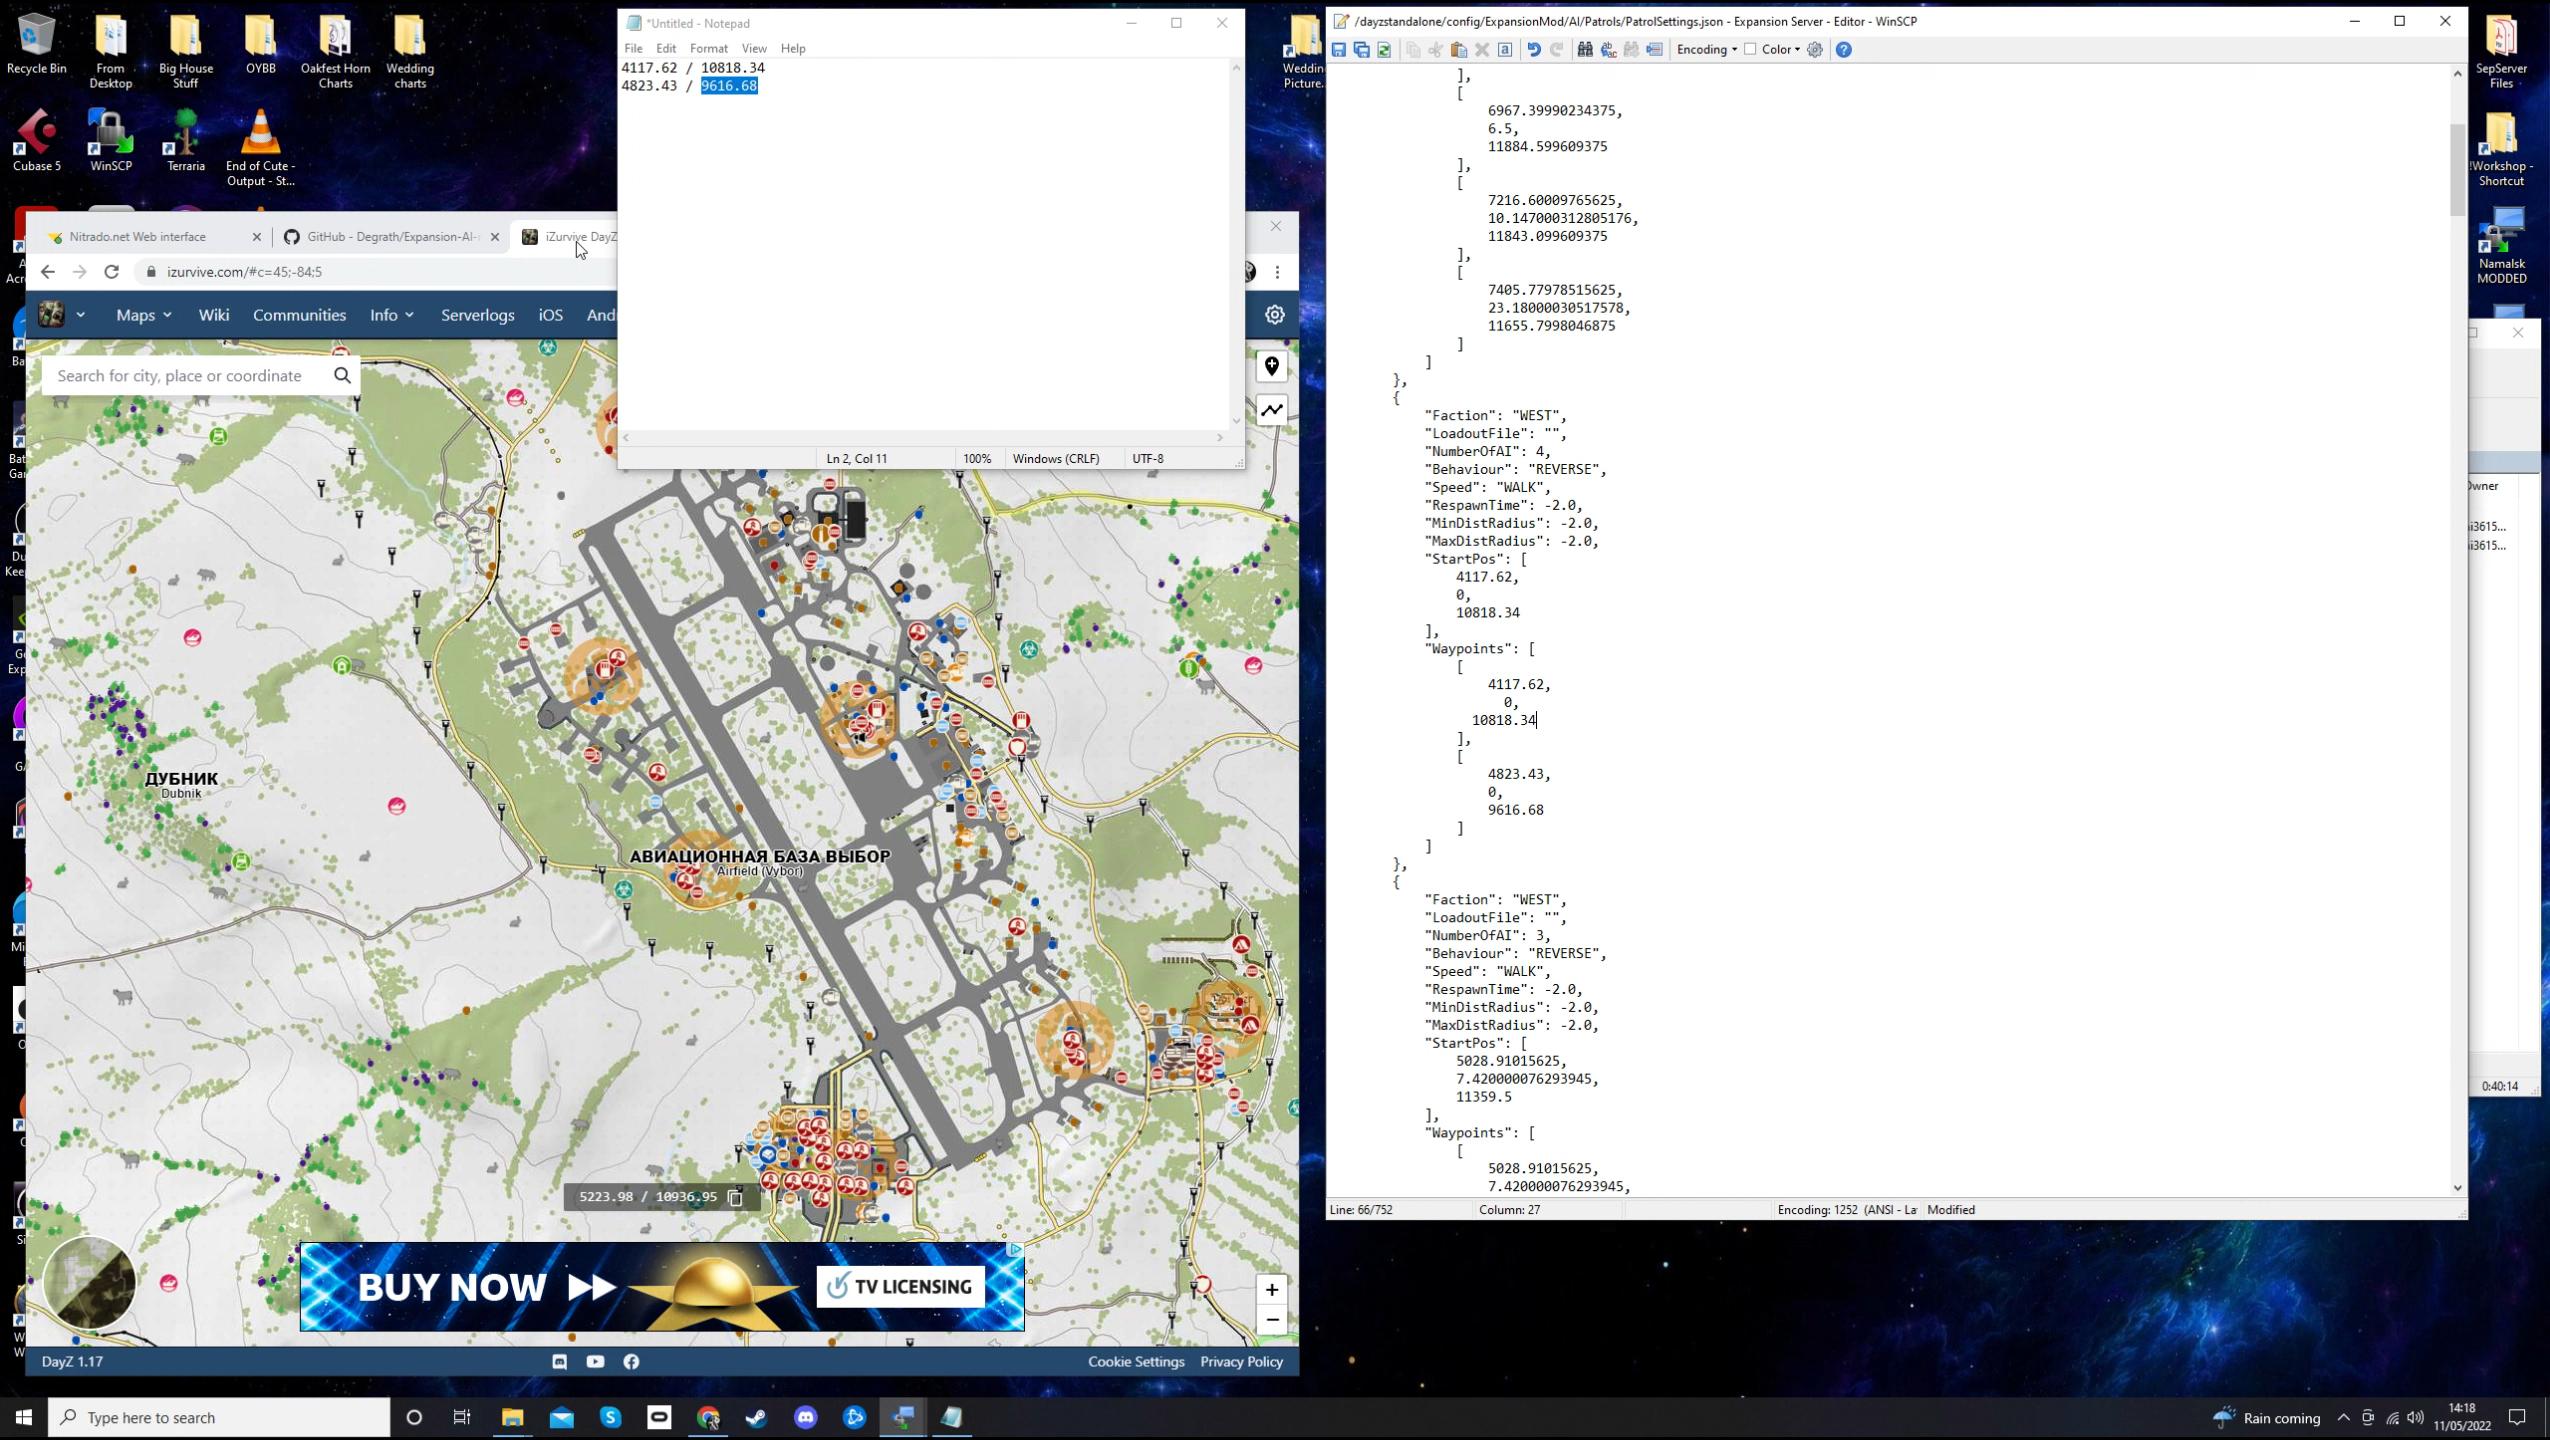 Recycle Bin
From Desktop
Big House Stuff
OYBB
Oakfest Horn Charts
Wedding charts
Cubase 5
WinSCP
Terraria
End of Cute - Output - St...
*Untitled - Notepad
File Edit Format View Help
4117.62 / 10818.34
4823.43 / 9616.68
Ln 2, Col 11
100%
Windows (CRLF)
UTF-8
Nitrado.net Web interface
GitHub - Degrath/Expansion-AI-
iZurvive DayZ
izurvive.com/#c=45;-84;5
Maps
Wiki
Communities
Info
Serverlogs
iOS
Search for city, place or coordinate
ДУБНИК
Dubnik
АВИАЦИОННАЯ БАЗА ВЫБОР
Airfield (Vybor)
5223.98 / 10936.95
BUY NOW
TV LICENSING
DayZ 1.17
Cookie Settings
Privacy Policy
/dayzstandalone/config/ExpansionMod/AI/Patrols/PatrolSettings.json - Expansion Server - Editor - WinSCP
Encoding
Color
],
[
6967.39990234375,
6.5,
11884.599609375
],
[
7216.60009765625,
10.147000312805176,
11843.099609375
],
[
7405.77978515625,
23.18000030517578,
11655.7998046875
]
]
},
{
"Faction": "WEST",
"LoadoutFile": "",
"NumberOfAI": 4,
"Behaviour": "REVERSE",
"Speed": "WALK",
"RespawnTime": -2.0,
"MinDistRadius": -2.0,
"MaxDistRadius": -2.0,
"StartPos": [
4117.62,
0,
10818.34
],
"Waypoints": [
[
4117.62,
0,
10818.34
],
[
4823.43,
0,
9616.68
]
]
},
{
"Faction": "WEST",
"LoadoutFile": "",
"NumberOfAI": 3,
"Behaviour": "REVERSE",
"Speed": "WALK",
"RespawnTime": -2.0,
"MinDistRadius": -2.0,
"MaxDistRadius": -2.0,
"StartPos": [
5028.91015625,
7.420000076293945,
11359.5
],
"Waypoints": [
[
5028.91015625,
7.420000076293945,
Line: 66/752
Column: 27
Encoding: 1252 (ANSI - La
Modified
SepServer Files
!Workshop - Shortcut
Namalsk MODDED
Owner
0:40:14
Type here to search
Rain coming
14:18
11/05/2022